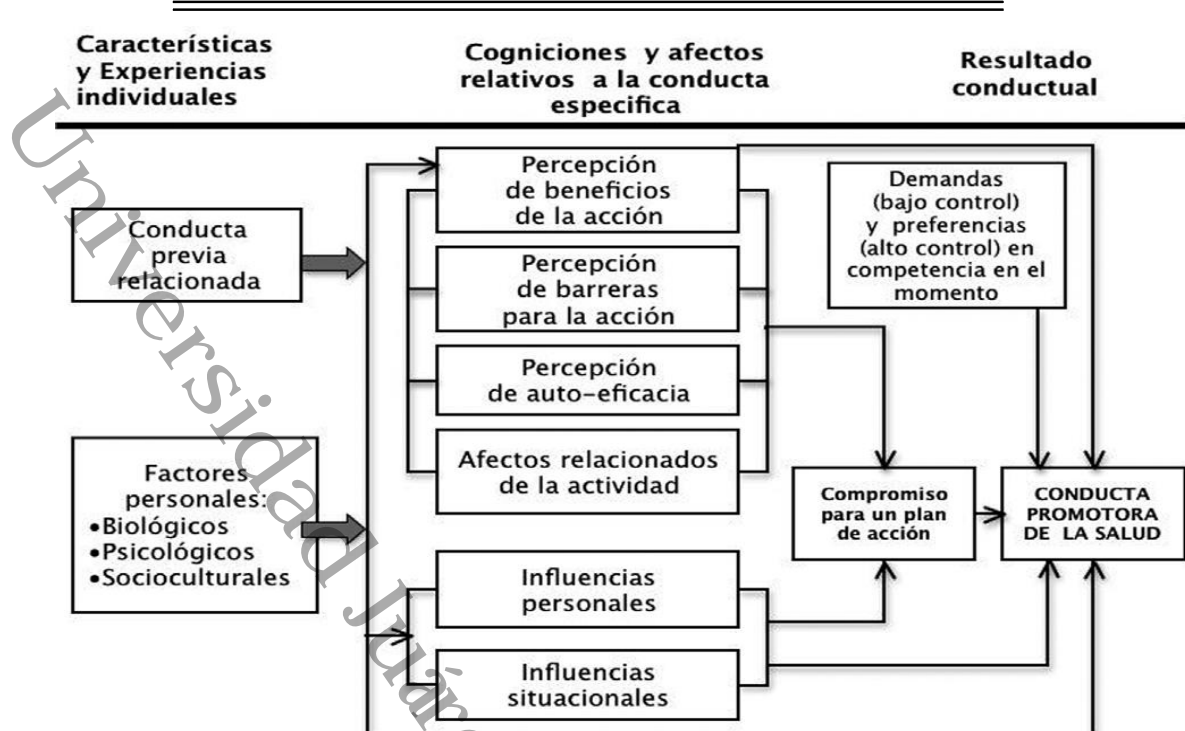 Características
y Experiencias
individuales
Cogniciones y afectos
relativos a la conducta
especifica
Resultado
conductual
Conducta
previa
relacionada
Factores
personales:
•Biológicos
•Psicológicos
•Socioculturales
Percepción
de beneficios
de la acción
Percepción
de barreras
para la acción
Percepción
de auto-eficacia
Afectos relacionados
de la actividad
Influencias
personales
Influencias
situacionales
Demandas
(bajo control)
y preferencias
(alto control) en
competencia en el
momento
Compromiso
para un plan
de acción
CONDUCTA
PROMOTORA
DE LA SALUD
Universidad Juár